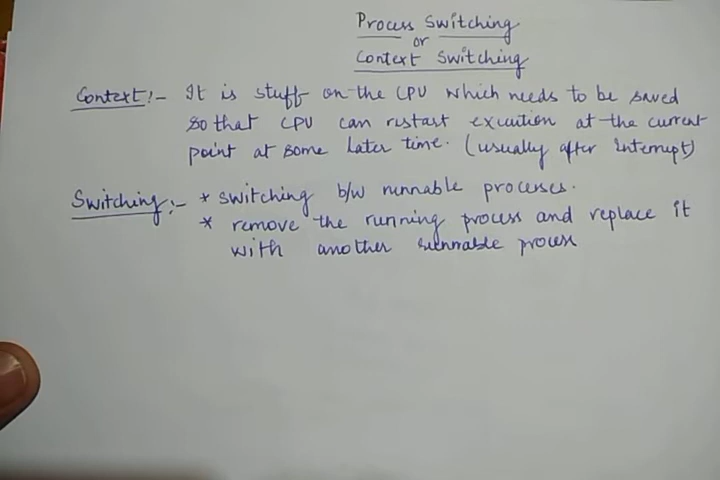 Process Switching
or
Context Switching
Context:- It is stuff on the CPU which needs to be saved
so that CPU can restart execution at the current
point at some later time. (usually after interrupt)
Switching:- * switching b/w runnable processes.
* remove the running process and replace it
with another runnable process